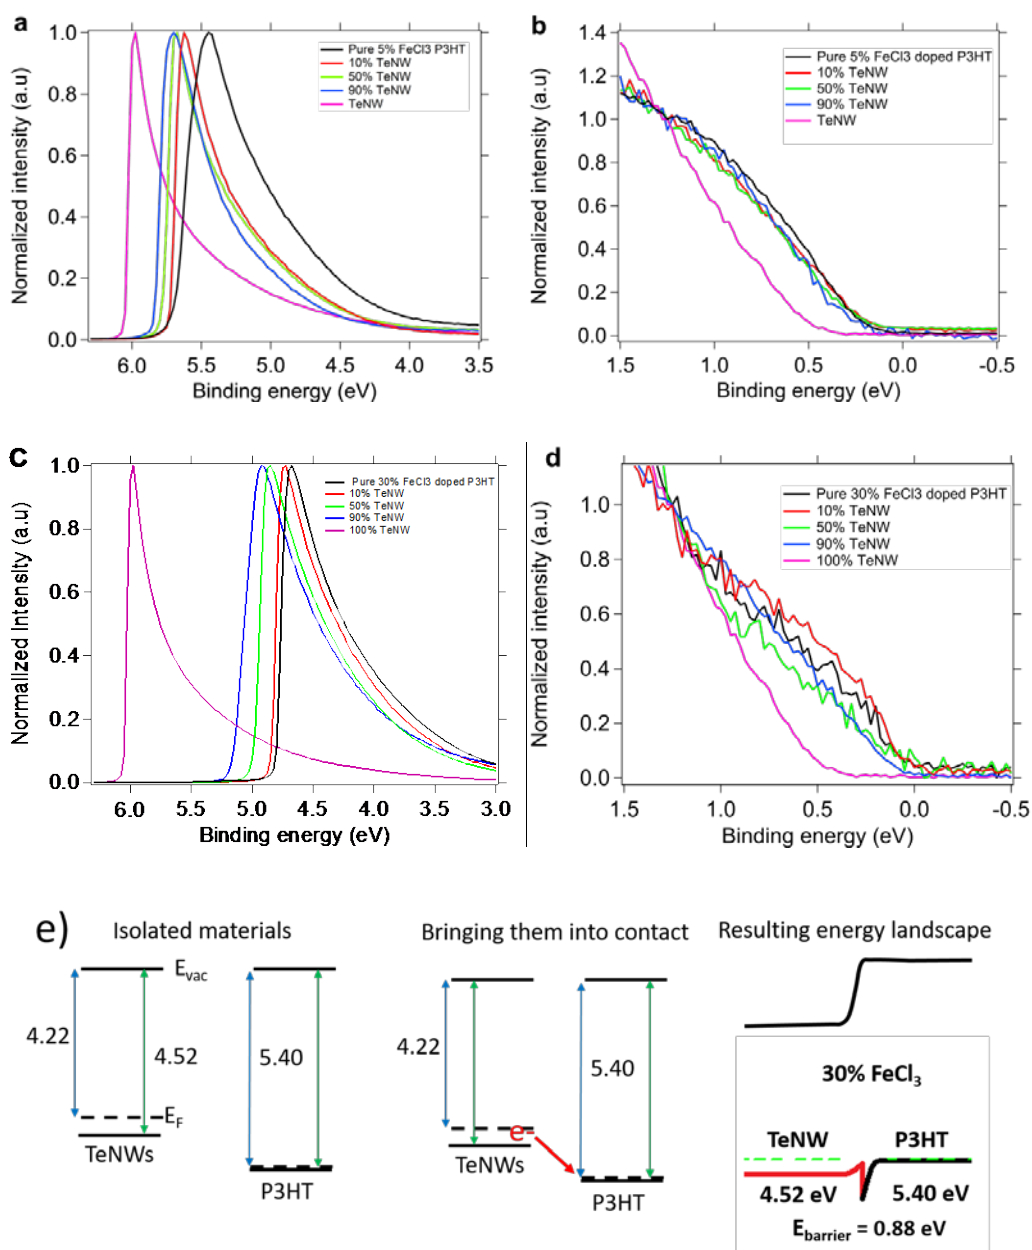 a
1.0
0.8
0.6
0.4
0.2
0.0
Normalized intensity (a.u)
Pure 5% FeCl3 P3HT
10% TeNW
50% TeNW
90% TeNW
TeNW
6.0 5.5 5.0 4.5 4.0 3.5
Binding energy (eV)
b
1.4
1.2
1.0
0.8
0.6
0.4
0.2
0.0
Normalized intensity (a.u)
Pure 5% FeCl3 doped P3HT
10% TeNW
50% TeNW
90% TeNW
TeNW
1.5 1.0 0.5 0.0 -0.5
Binding energy (eV)
c
1.0
0.8
0.6
0.4
0.2
0.0
Normalized Intensity (a.u)
Pure 30% FeCl3 doped P3HT
10% TeNW
50% TeNW
90% TeNW
100% TeNW
6.0 5.0 4.5 4.0 3.5 3.0
Binding energy (eV)
d
1.0
0.8
0.6
0.4
0.2
0.0
Normalized intensity (a.u)
Pure 30% FeCl3 doped P3HT
10% TeNW
50% TeNW
90% TeNW
100% TeNW
1.5 1.0 0.5 0.0 -0.5
Binding energy (eV)
e)
Isolated materials
E_vac
4.22
4.52
5.40
E_F
TeNWs
P3HT
Bringing them into contact
4.22
5.40
e-
TeNWs
P3HT
Resulting energy landscape
30% FeCl₃
TeNW P3HT
4.52 eV 5.40 eV
E_barrier = 0.88 eV